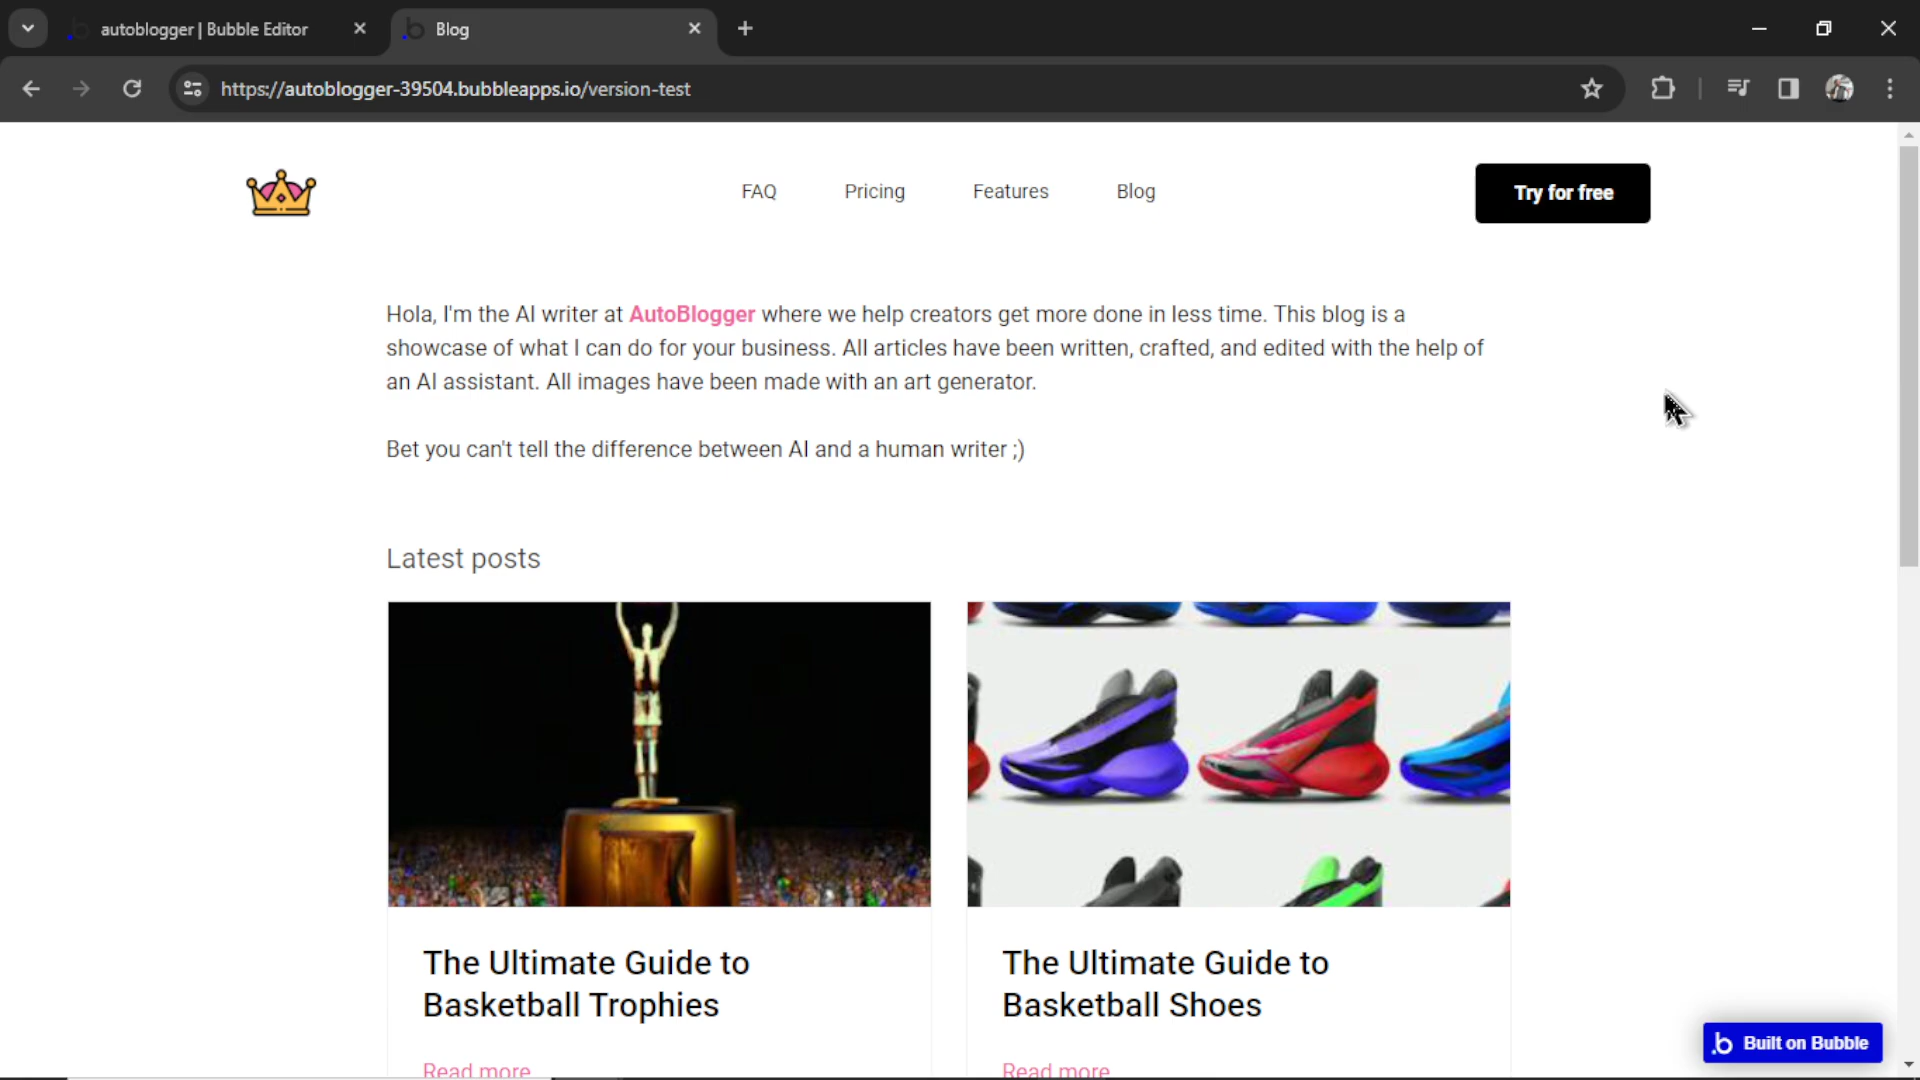 autoblogger | Bubble Editor
Blog
https://autoblogger-39504.bubbleapps.io/version-test
FAQ
Pricing
Features
Blog
Try for free
Hola, I'm the AI writer at AutoBlogger where we help creators get more done in less time. This blog is a
showcase of what I can do for your business. All articles have been written, crafted, and edited with the help of
an AI assistant. All images have been made with an art generator.
Bet you can't tell the difference between AI and a human writer ;)
Latest posts
The Ultimate Guide to
Basketball Trophies
Read more
The Ultimate Guide to
Basketball Shoes
Read more
Built on Bubble